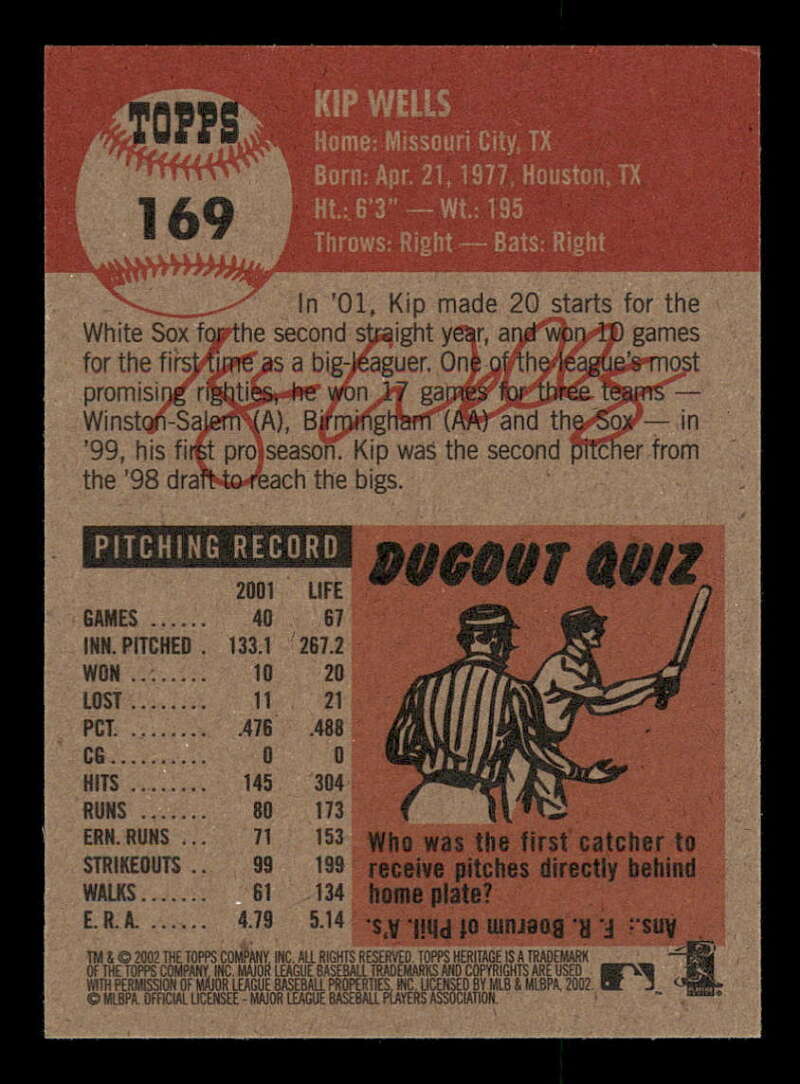 TOPPS
169
KIP WELLS
Home: Missouri City, TX
Born: Apr. 21, 1977, Houston, TX
Ht.: 6'3" — Wt.: 195
Throws: Right — Bats: Right
In '01, Kip made 20 starts for the
White Sox for the second straight year, and won 10 games
for the first time as a big-leaguer. One of the league's most
promising righties, he won 17 games for three teams —
Winston-Salem (A), Birmingham (AA) and the Sox — in
'99, his first pro season. Kip was the second pitcher from
the '98 draft to reach the bigs.
PITCHING RECORD
2001 LIFE
GAMES ...... 40 67
INN. PITCHED . 133.1 267.2
WON ........ 10 20
LOST ........ 11 21
PCT. ........ .476 .488
CG.......... 0 0
HITS ........ 145 304
RUNS ....... 80 173
ERN. RUNS ... 71 153
STRIKEOUTS .. 99 199
WALKS....... 61 134
E.R.A. ...... 4.79 5.14
DUGOUT QUIZ
Who was the first catcher to
receive pitches directly behind
home plate?
Ans.: F. R. Boerum of Phil. A's.
TM & © 2002 THE TOPPS COMPANY, INC. ALL RIGHTS RESERVED. TOPPS HERITAGE IS A TRADEMARK
OF THE TOPPS COMPANY, INC. MAJOR LEAGUE BASEBALL TRADEMARKS AND COPYRIGHTS ARE USED
WITH PERMISSION OF MAJOR LEAGUE BASEBALL PROPERTIES, INC. LICENSED BY MLB & MLBPA, 2002.
© MLBPA. OFFICIAL LICENSEE - MAJOR LEAGUE BASEBALL PLAYERS ASSOCIATION.